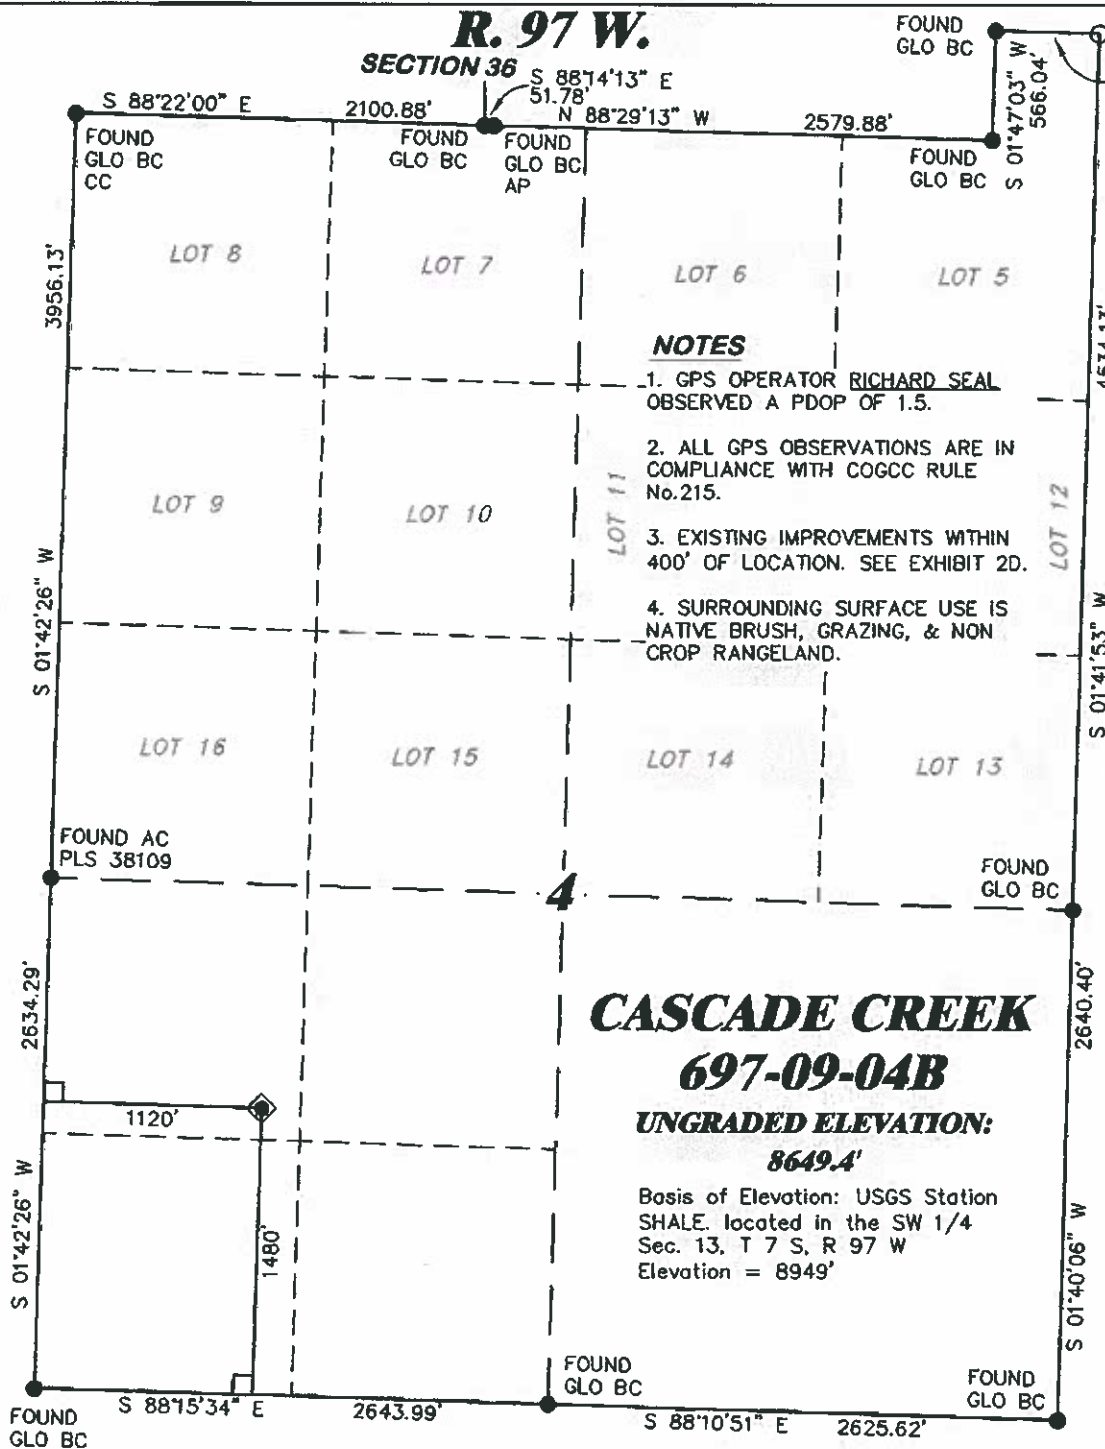 R. 97 W.
SECTION 36
FOUND
GLO BC
S 01°47'03" W
566.04'
S 88°22'00" E
2100.88'
S 88°14'13" E
51.78'
N 88°29'13" W
2579.88'
FOUND
GLO BC
CC
FOUND
GLO BC
FOUND
GLO BC
AP
FOUND
GLO BC
3956.13'
LOT 8
LOT 7
LOT 6
LOT 5
NOTES
1. GPS OPERATOR RICHARD SEAL
OBSERVED A PDOP OF 1.5.
2. ALL GPS OBSERVATIONS ARE IN
COMPLIANCE WITH COGCC RULE
No.215.
3. EXISTING IMPROVEMENTS WITHIN
400' OF LOCATION. SEE EXHIBIT 2D.
4. SURROUNDING SURFACE USE IS
NATIVE BRUSH, GRAZING, & NON
CROP RANGELAND.
LOT 9
LOT 10
LOT 11
LOT 12
S 01°42'26" W
S 01°41'53" W
LOT 16
LOT 15
LOT 14
LOT 13
FOUND AC
PLS 38109
FOUND
GLO BC
4
2634.29'
2640.40'
CASCADE CREEK
697-09-04B
UNGRADED ELEVATION:
8649.4'
Basis of Elevation: USGS Station
SHALE. located in the SW 1/4
Sec. 13, T 7 S, R 97 W
Elevation = 8949'
1120'
1480'
S 01°42'26" W
S 01°40'06" W
FOUND
GLO BC
S 88°15'34" E
2643.99'
FOUND
GLO BC
S 88°10'51" E
2625.62'
FOUND
GLO BC